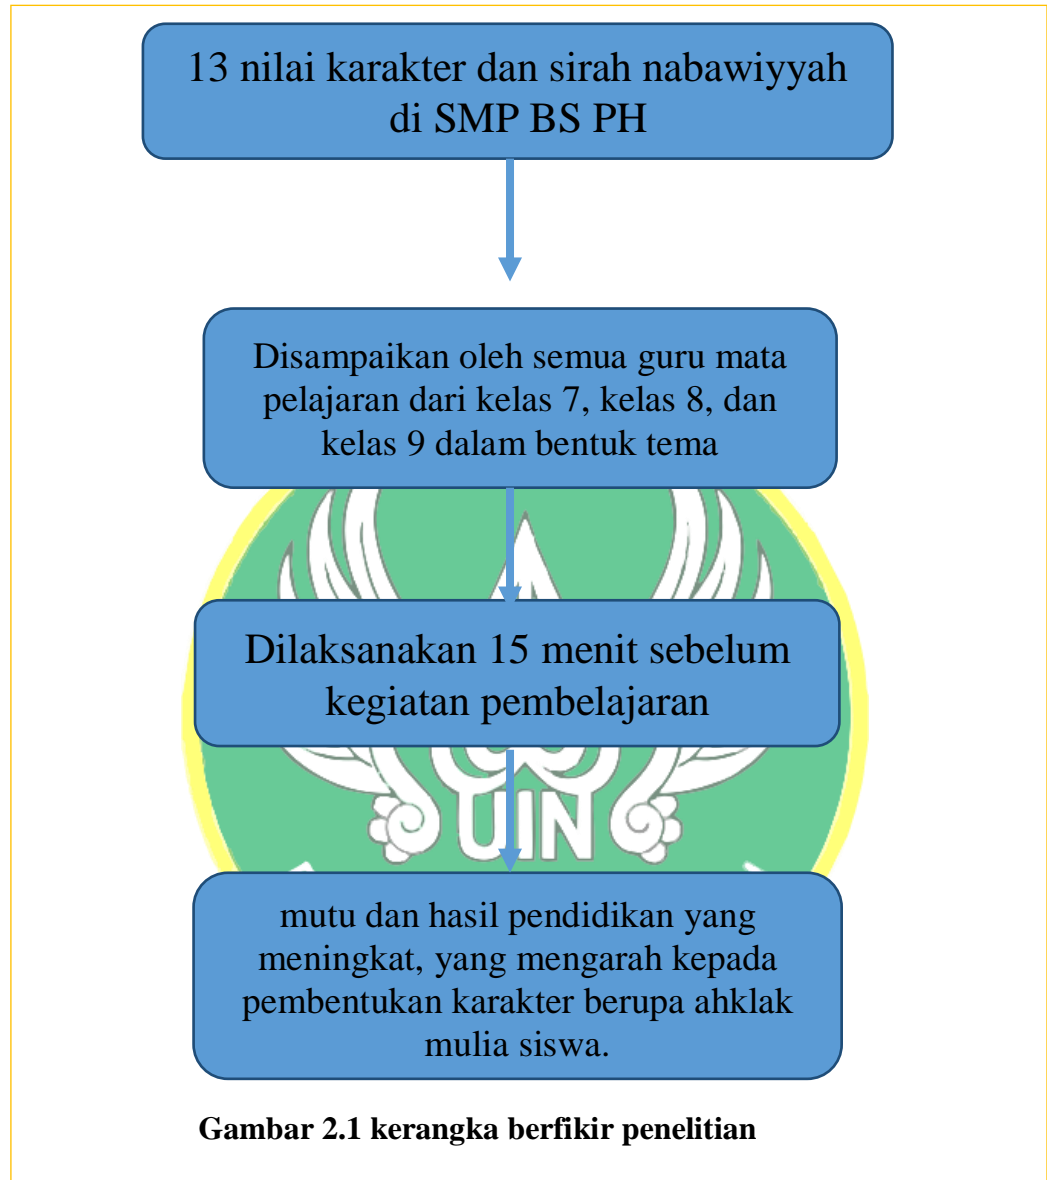 13 nilai karakter dan sirah nabawiyyah
di SMP BS PH
Disampaikan oleh semua guru mata
pelajaran dari kelas 7, kelas 8, dan
kelas 9 dalam bentuk tema
Dilaksanakan 15 menit sebelum
kegiatan pembelajaran
UIN
mutu dan hasil pendidikan yang
meningkat, yang mengarah kepada
pembentukan karakter berupa ahklak
mulia siswa.
Gambar 2.1 kerangka berfikir penelitian